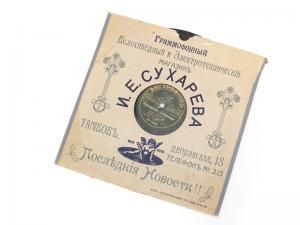 Граммофонный
Велосипедный и Электротехническій
МАГАЗИНЪ
И.Е.СУХАРЕВА
ТАМБОВЪ,
ДВОРЯНСКАЯ, 18
ТЕЛЕФОНЪ № 215
Послѣднія Новости!!